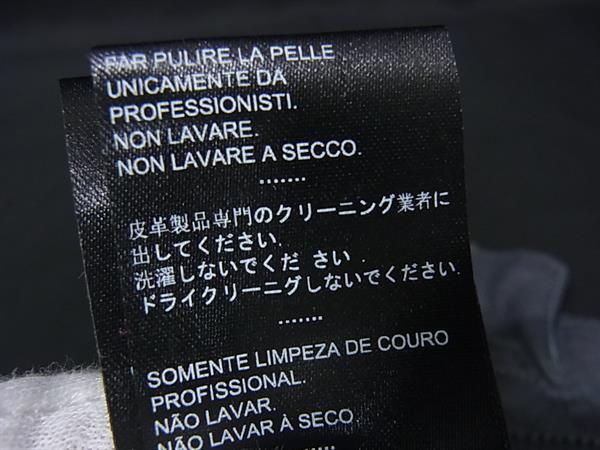 FAR PULIRE LA PELLE
UNICAMENTE DA
PROFESSIONISTI.
NON LAVARE.
NON LAVARE A SECCO.
.......
皮革製品専門のクリーニング業者に
出してください.
洗濯しないでくだ さい.
ドライクリーニグしないでください.
.......
SOMENTE LIMPEZA DE COURO
PROFISSIONAL.
NÃO LAVAR.
NÃO LAVAR À SECO